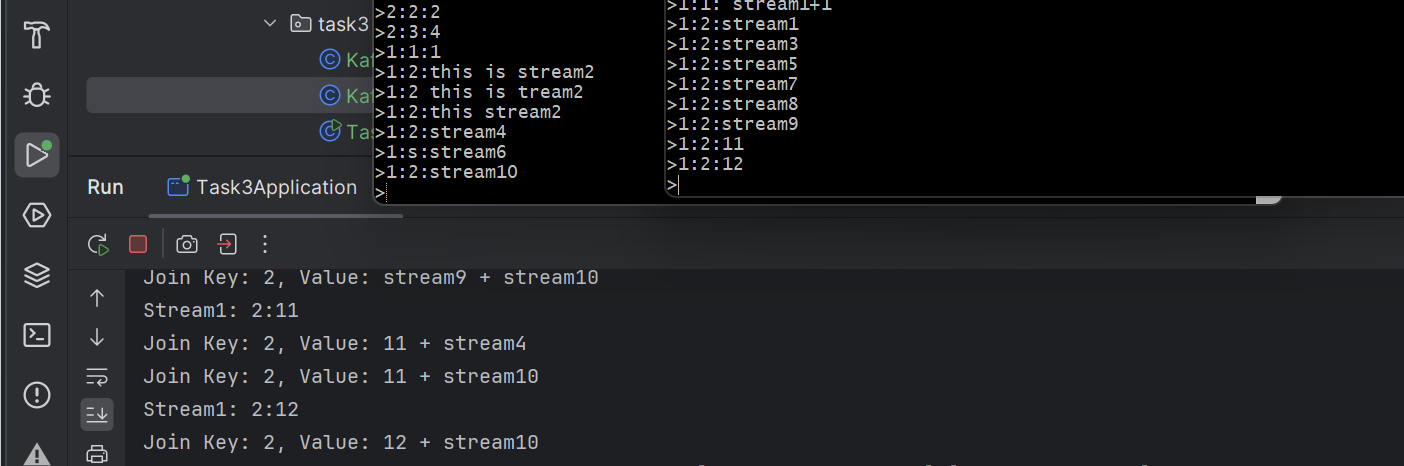 task3
Ka
Ka
Ta
>2:2:2
>2:3:4
>1:1:1
>1:2:this is stream2
>1:2 this is tream2
>1:2:this stream2
>1:2:stream4
>1:s:stream6
>1:2:stream10
>
>1:1: stream1+1
>1:2:stream1
>1:2:stream3
>1:2:stream5
>1:2:stream7
>1:2:stream8
>1:2:stream9
>1:2:11
>1:2:12
>
Run
Task3Application
Join Key: 2, Value: stream9 + stream10
Stream1: 2:11
Join Key: 2, Value: 11 + stream4
Join Key: 2, Value: 11 + stream10
Stream1: 2:12
Join Key: 2, Value: 12 + stream10